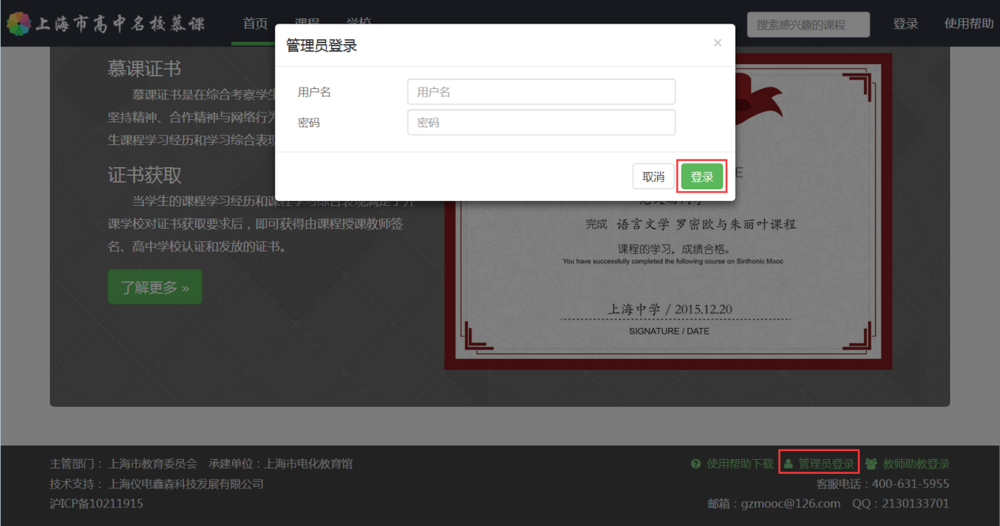 上海市高中名校慕课
首页 课程 学校 搜索感兴趣的课程 登录 使用帮助
管理员登录 ×
用户名 用户名
密码 密码
取消 登录
慕课证书
慕课证书是在综合考察学生
坚持精神、合作精神与网络行为
生课程学习经历和学习综合表现
证书获取
当学生的课程学习经历和课程学习综合表现满足了开
课学校对证书获取要求后，即可获得由课程授课教师签
名、高中学校认证和发放的证书。
了解更多 »
完成 语言文学 罗密欧与朱丽叶课程
课程的学习，成绩合格。
You have successfully completed the following course on Sinthonic Mooc
上海中学 / 2015.12.20
SIGNATURE / DATE
主管部门： 上海市教育委员会 承建单位：上海市电化教育馆
技术支持： 上海仪电鑫森科技发展有限公司
沪ICP备10211915
使用帮助下载 管理员登录 教师助教登录
客服电话：400-631-5955
邮箱：gzmooc@126.com QQ：2130133701